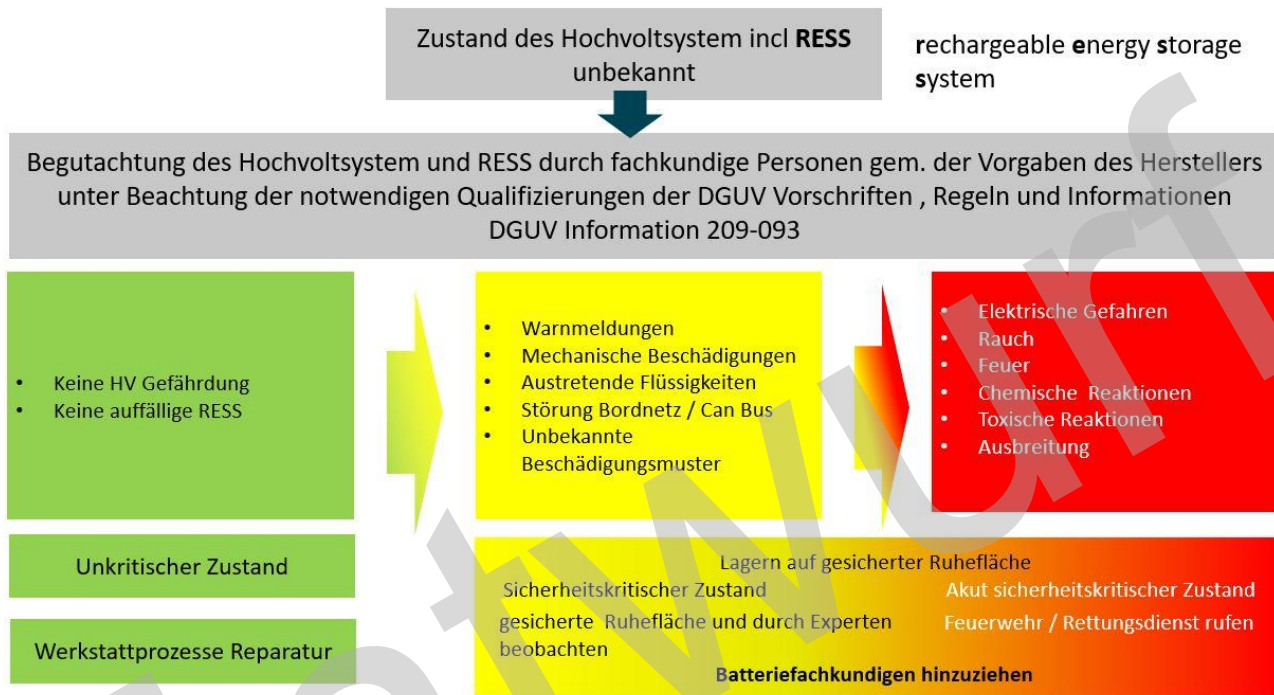 Zustand des Hochvoltsystem incl RESS
unbekannt
rechargeable energy storage
system
Begutachtung des Hochvoltsystem und RESS durch fachkundige Personen gem. der Vorgaben des Herstellers
unter Beachtung der notwendigen Qualifizierungen der DGUV Vorschriften , Regeln und Informationen
DGUV Information 209-093
• Keine HV Gefährdung
• Keine auffällige RESS
• Warnmeldungen
• Mechanische Beschädigungen
• Austretende Flüssigkeiten
• Störung Bordnetz / Can Bus
• Unbekannte
Beschädigungsmuster
• Elektrische Gefahren
• Rauch
• Feuer
• Chemische Reaktionen
• Toxische Reaktionen
• Ausbreitung
Unkritischer Zustand
Werkstattprozesse Reparatur
Lagern auf gesicherter Ruhefläche
Sicherheitskritischer Zustand
gesicherte Ruhefläche und durch Experten
beobachten
Akut sicherheitskritischer Zustand
Feuerwehr / Rettungsdienst rufen
Batteriefachkundigen hinzuziehen
twurf